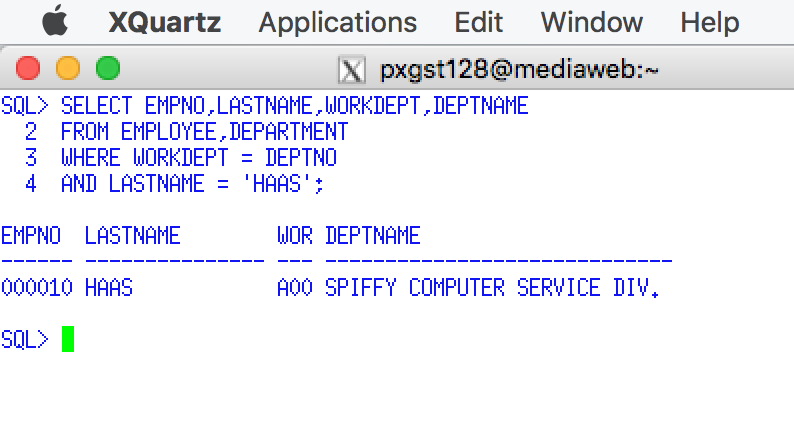 XQuartz Applications Edit Window Help
X pxgst128@mediaweb:~
SQL> SELECT EMPNO,LASTNAME,WORKDEPT,DEPTNAME
2 FROM EMPLOYEE,DEPARTMENT
3 WHERE WORKDEPT = DEPTNO
4 AND LASTNAME = 'HAAS';
EMPNO LASTNAME WOR DEPTNAME
------ --------------- --- -----------------------------
000010 HAAS A00 SPIFFY COMPUTER SERVICE DIV.
SQL>